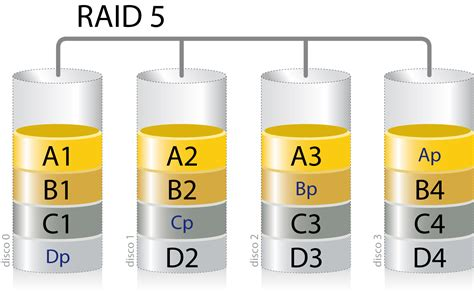 RAID 5
A1 A2 A3 Ap
B1 B2 Bp B4
C1 Cp C3 C4
Dp D2 D3 D4
disco 0 disco 1 disco 2 disco 3